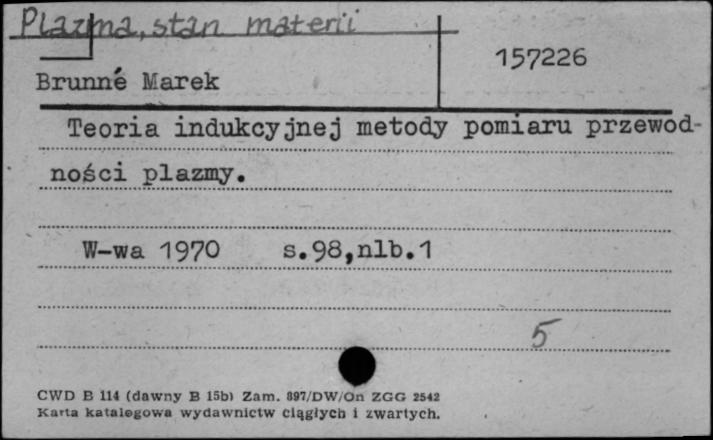 Plazma, stan materii
157226
Brunné Marek
Teoria indukcyjnej metody pomiaru przewod-
ności plazmy.
W-wa 1970 s.98,nlb.1
5
CWD B 114 (dawny B 15b) Zam. 897/DW/On ZGG 2542
Karta katalogowa wydawnictw ciągłych i zwartych.